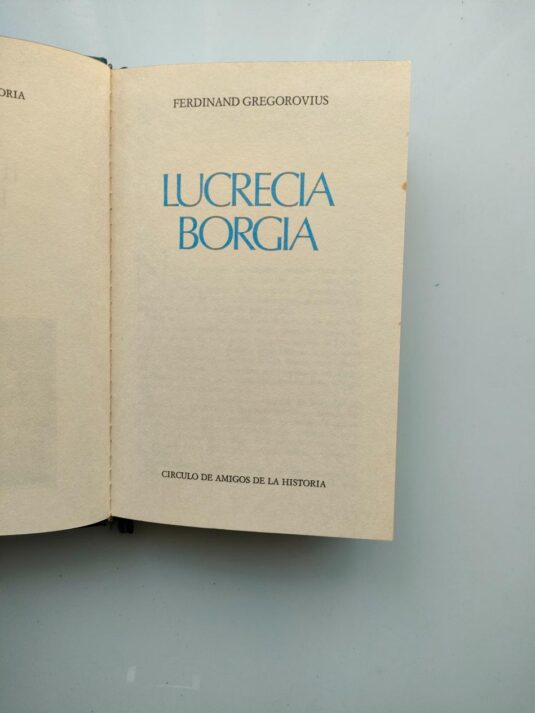 ORIA
FERDINAND GREGOROVIUS
LUCRECIA
BORGIA
CIRCULO DE AMIGOS DE LA HISTORIA